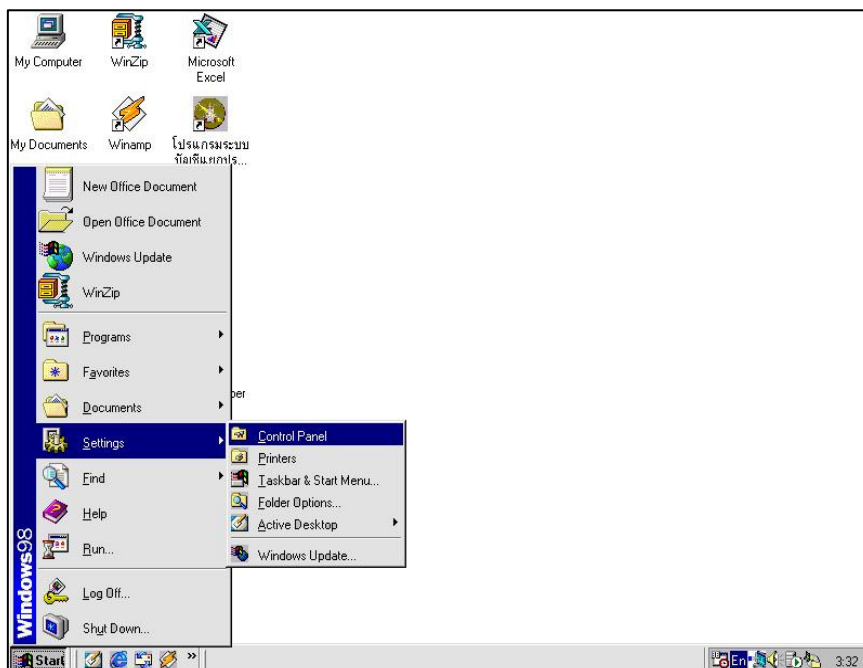 My Computer
WinZip
Microsoft
Excel
My Documents
Winamp
โปรแกรมระบบ
New Office Document
Open Office Document
Windows Update
WinZip
Programs
Favorites
Documents
Settings
Find
Help
Run...
Log Off...
Shut Down...
Windows98
Control Panel
Printers
Taskbar & Start Menu...
Folder Options...
Active Desktop
Windows Update...
Start
»
En
3:32